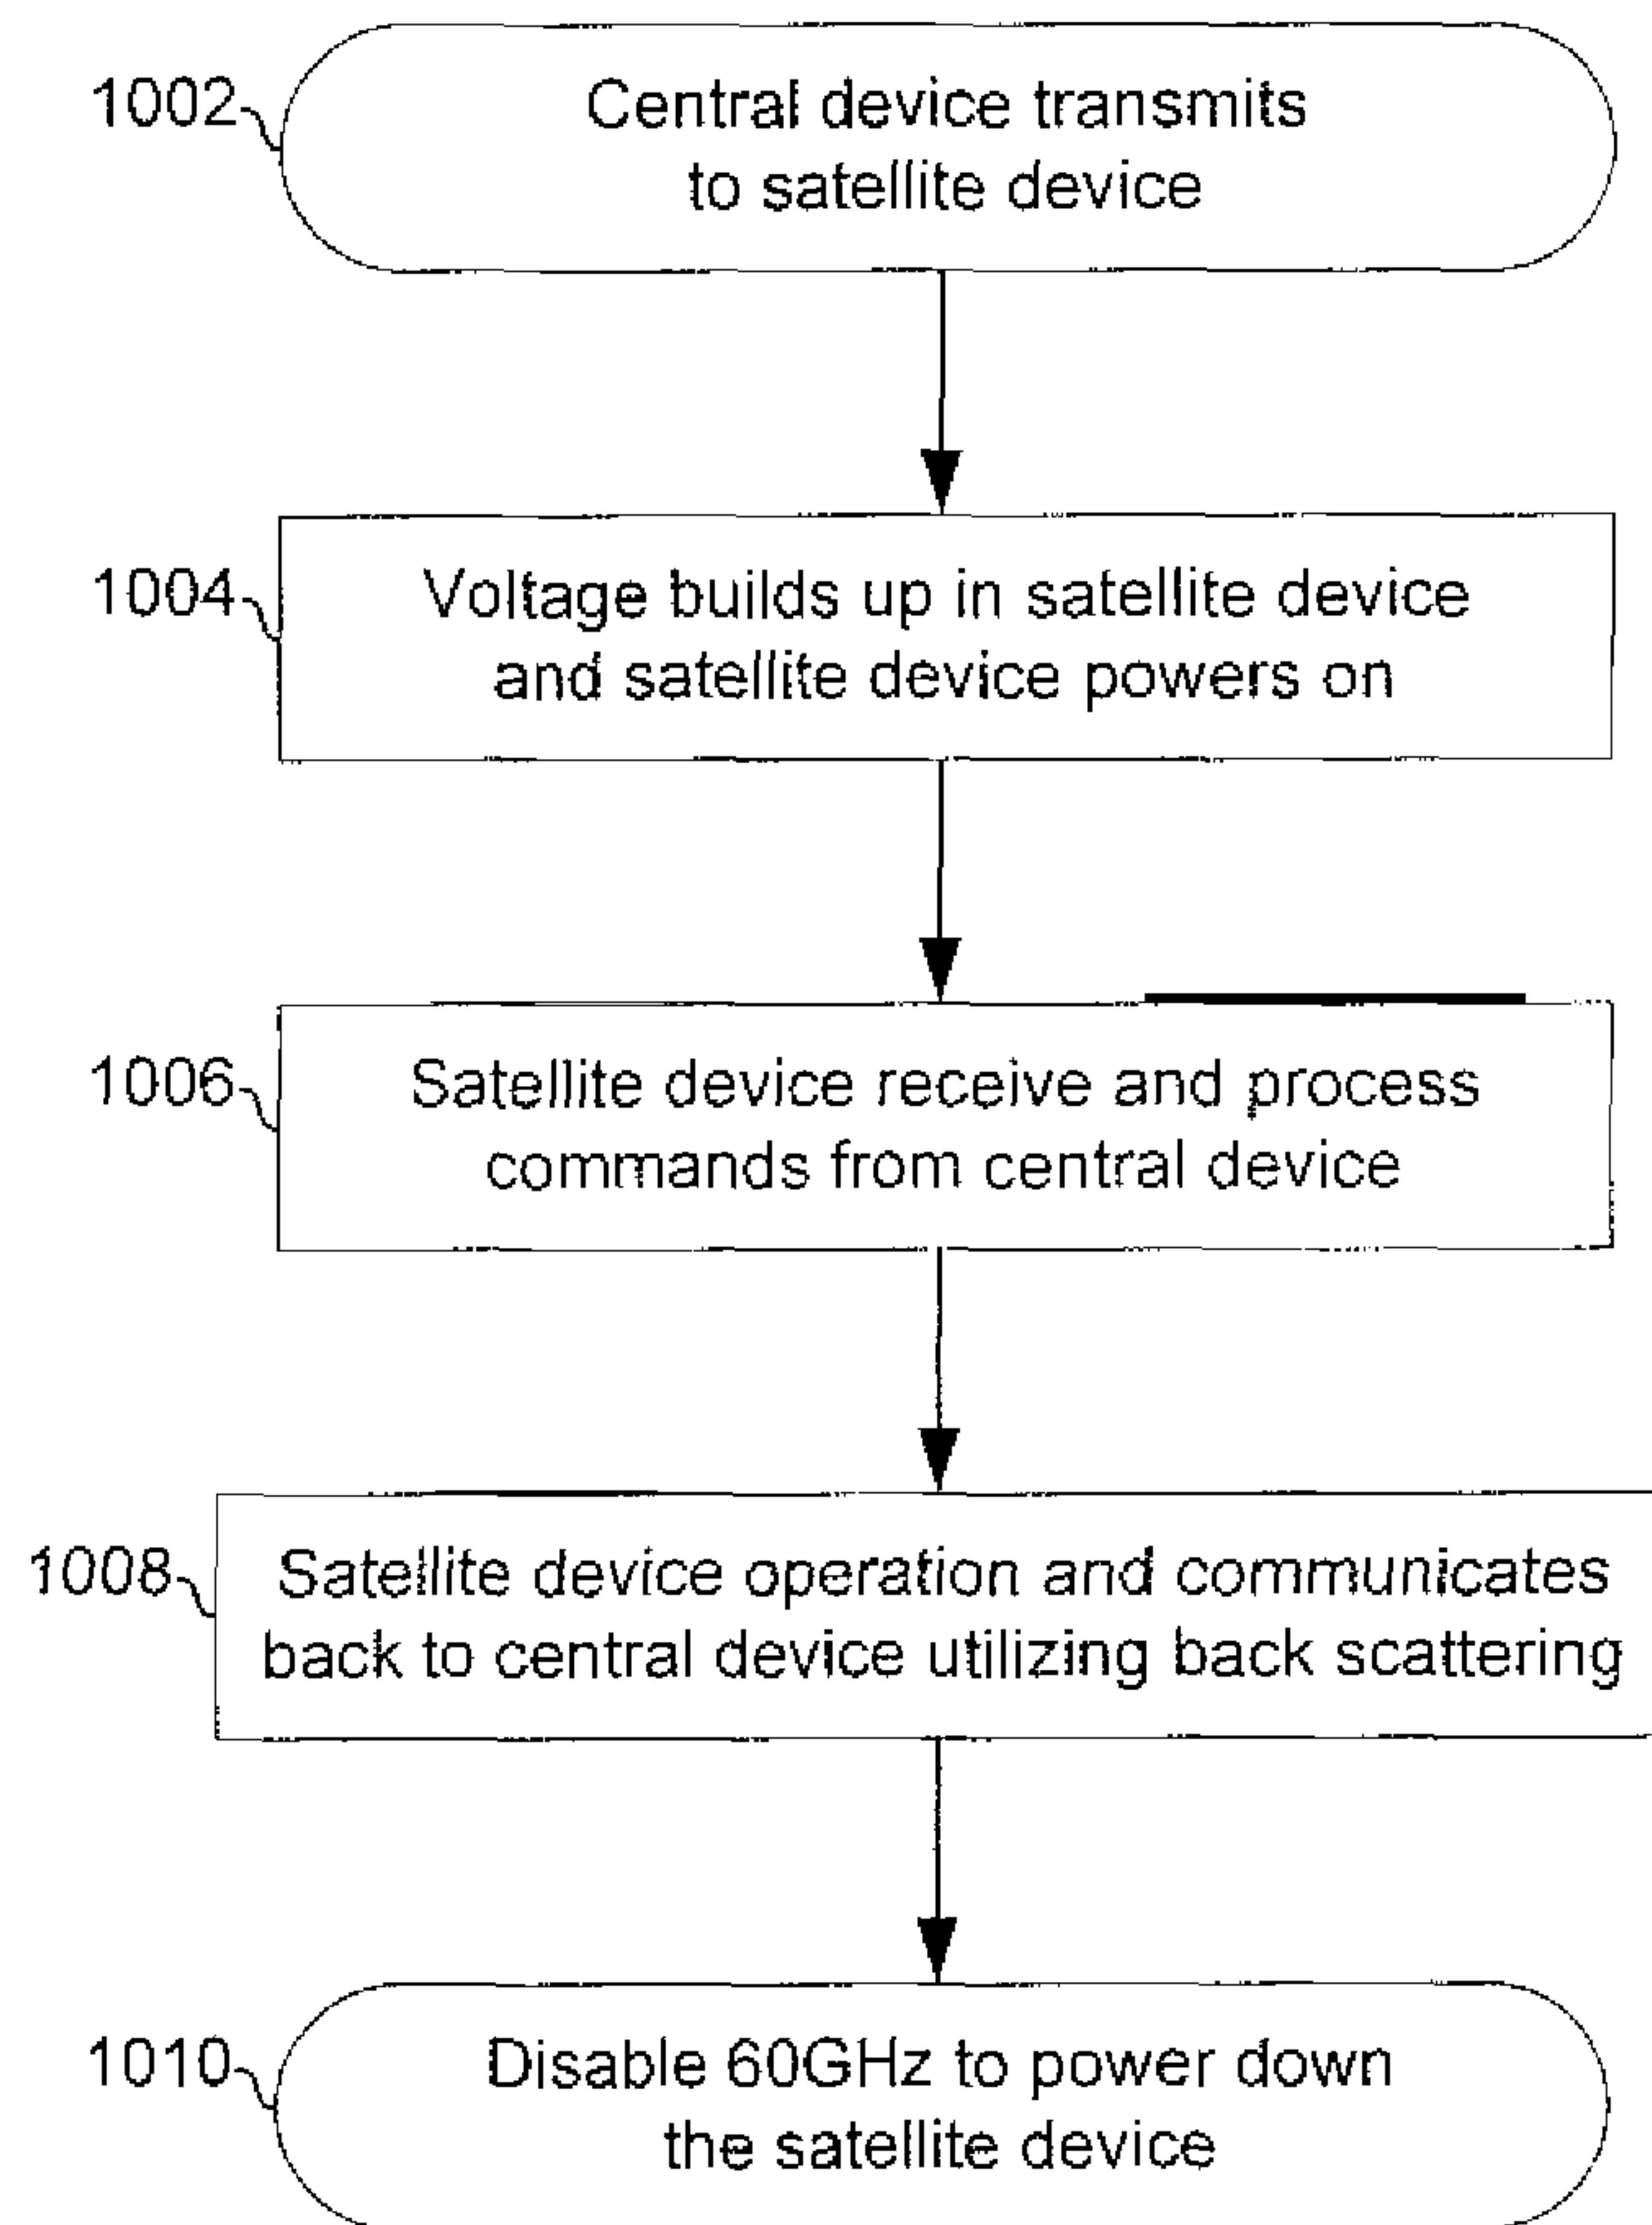 1002
Central device transmits
to satellite device
1004
Voltage builds up in satellite device
and satellite device powers on
1006
Satellite device receive and process
commands from central device
1008
Satellite device operation and communicates
back to central device utilizing back scattering
1010
Disable 60GHz to power down
the satellite device